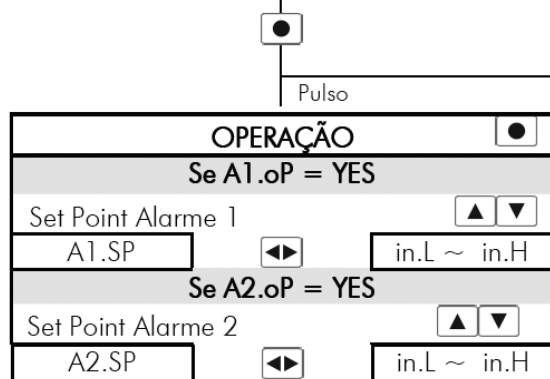 Pulso
OPERAÇÃO
Se A1.oP = YES
Set Point Alarme 1
A1.SP in.L ~ in.H
Se A2.oP = YES
Set Point Alarme 2
A2.SP in.L ~ in.H